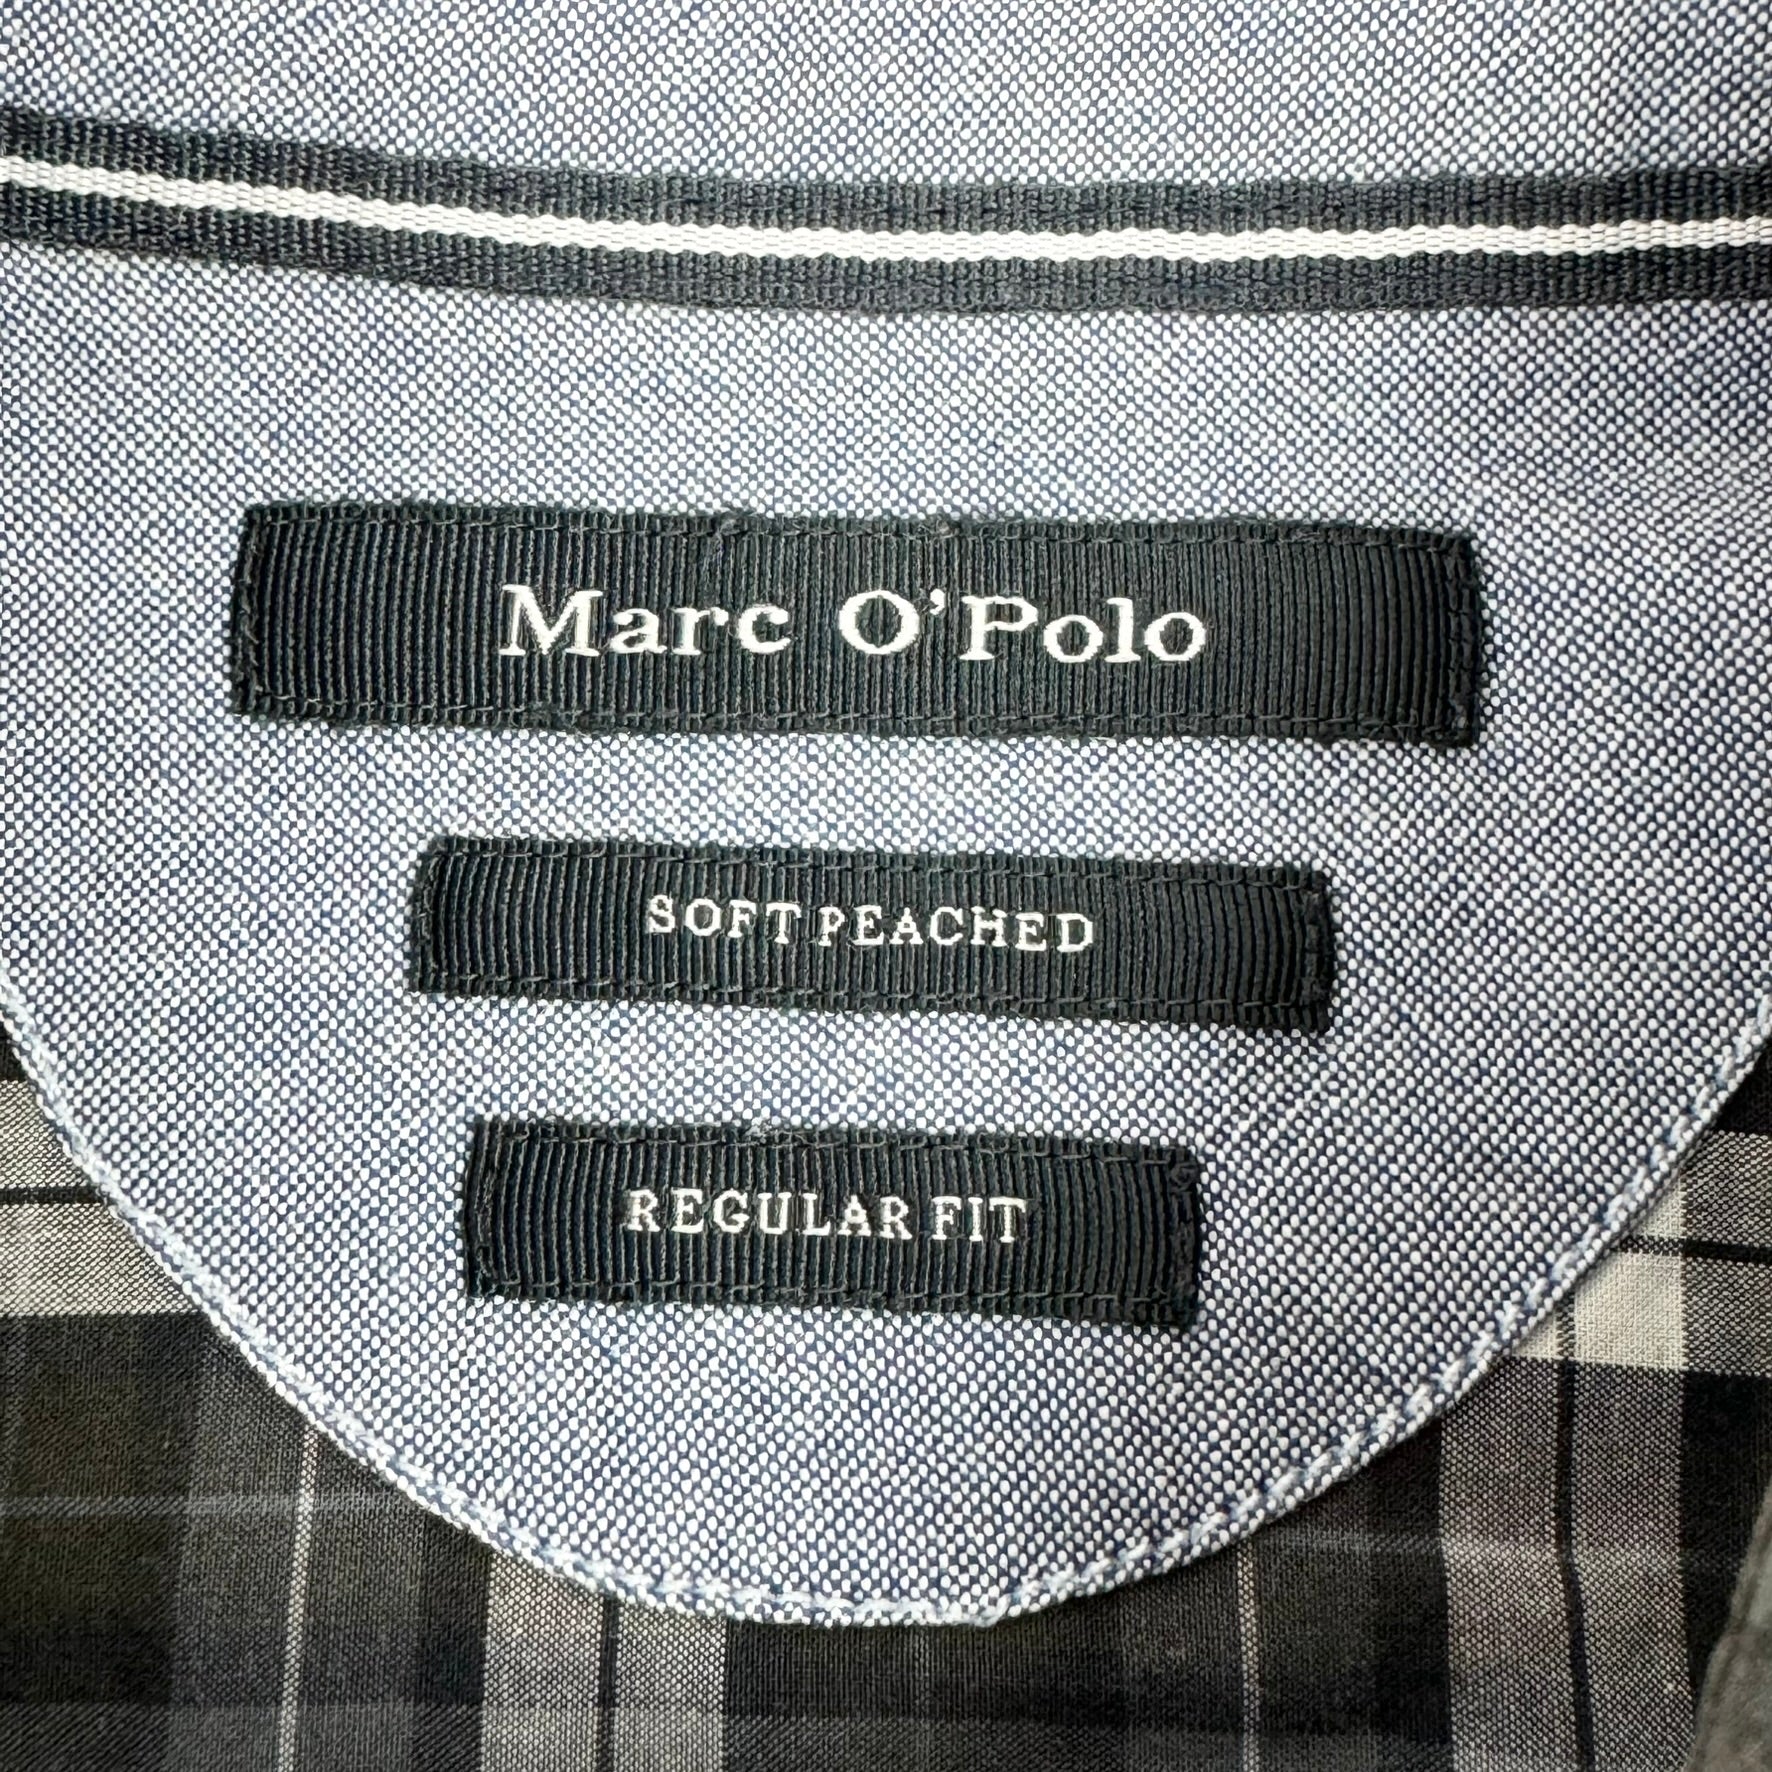 Marc O'Polo
SOFT PEACHED
REGULAR FIT